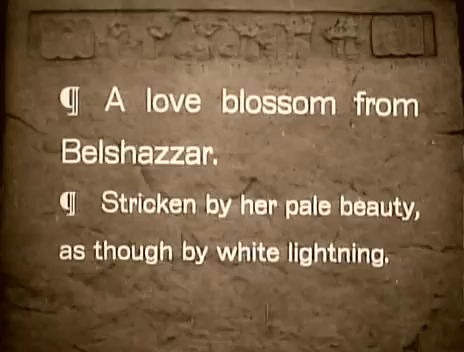 ¶ A love blossom from
Belshazzar.
¶ Stricken by her pale beauty,
as though by white lightning.